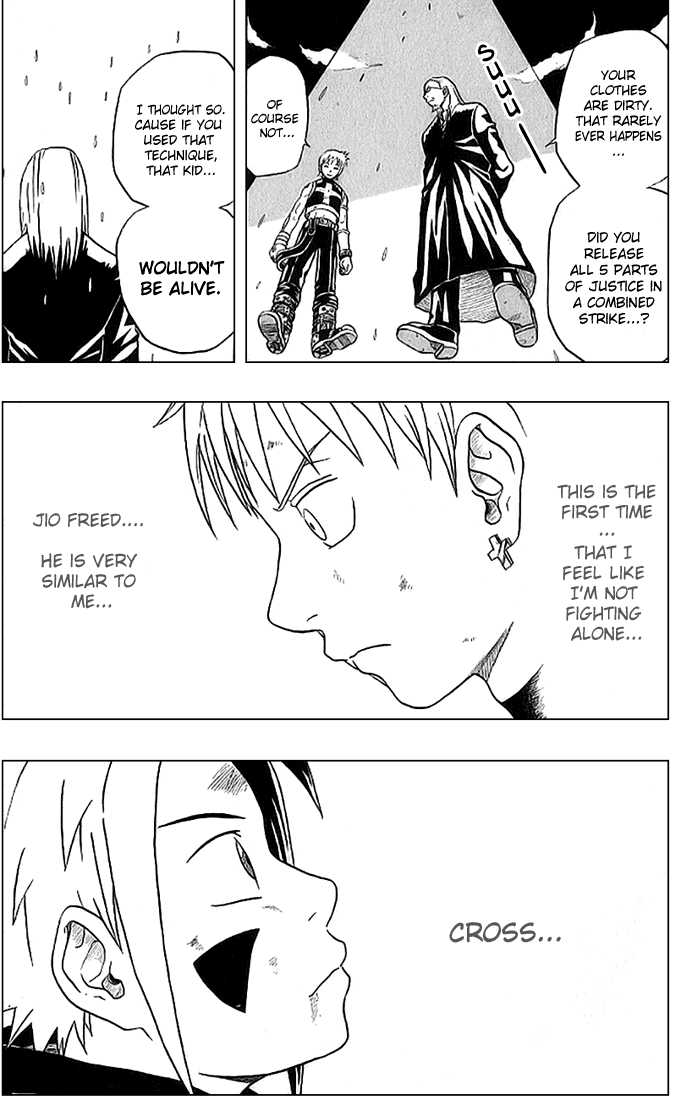 YOUR
CLOTHES
ARE DIRTY.
THAT RARELY
EVER HAPPENS
...
DID YOU
RELEASE
ALL 5 PARTS
OF JUSTICE IN
A COMBINED
STRIKE...?
SUUU
OF
COURSE
NOT...
I THOUGHT SO.
CAUSE IF YOU
USED THAT
TECHNIQUE,
THAT KID...
WOULDN'T
BE ALIVE.
THIS IS THE
FIRST TIME
...
THAT I
FEEL LIKE
I'M NOT
FIGHTING
ALONE...
JIO FREED....
HE IS VERY
SIMILAR TO
ME...
CROSS...